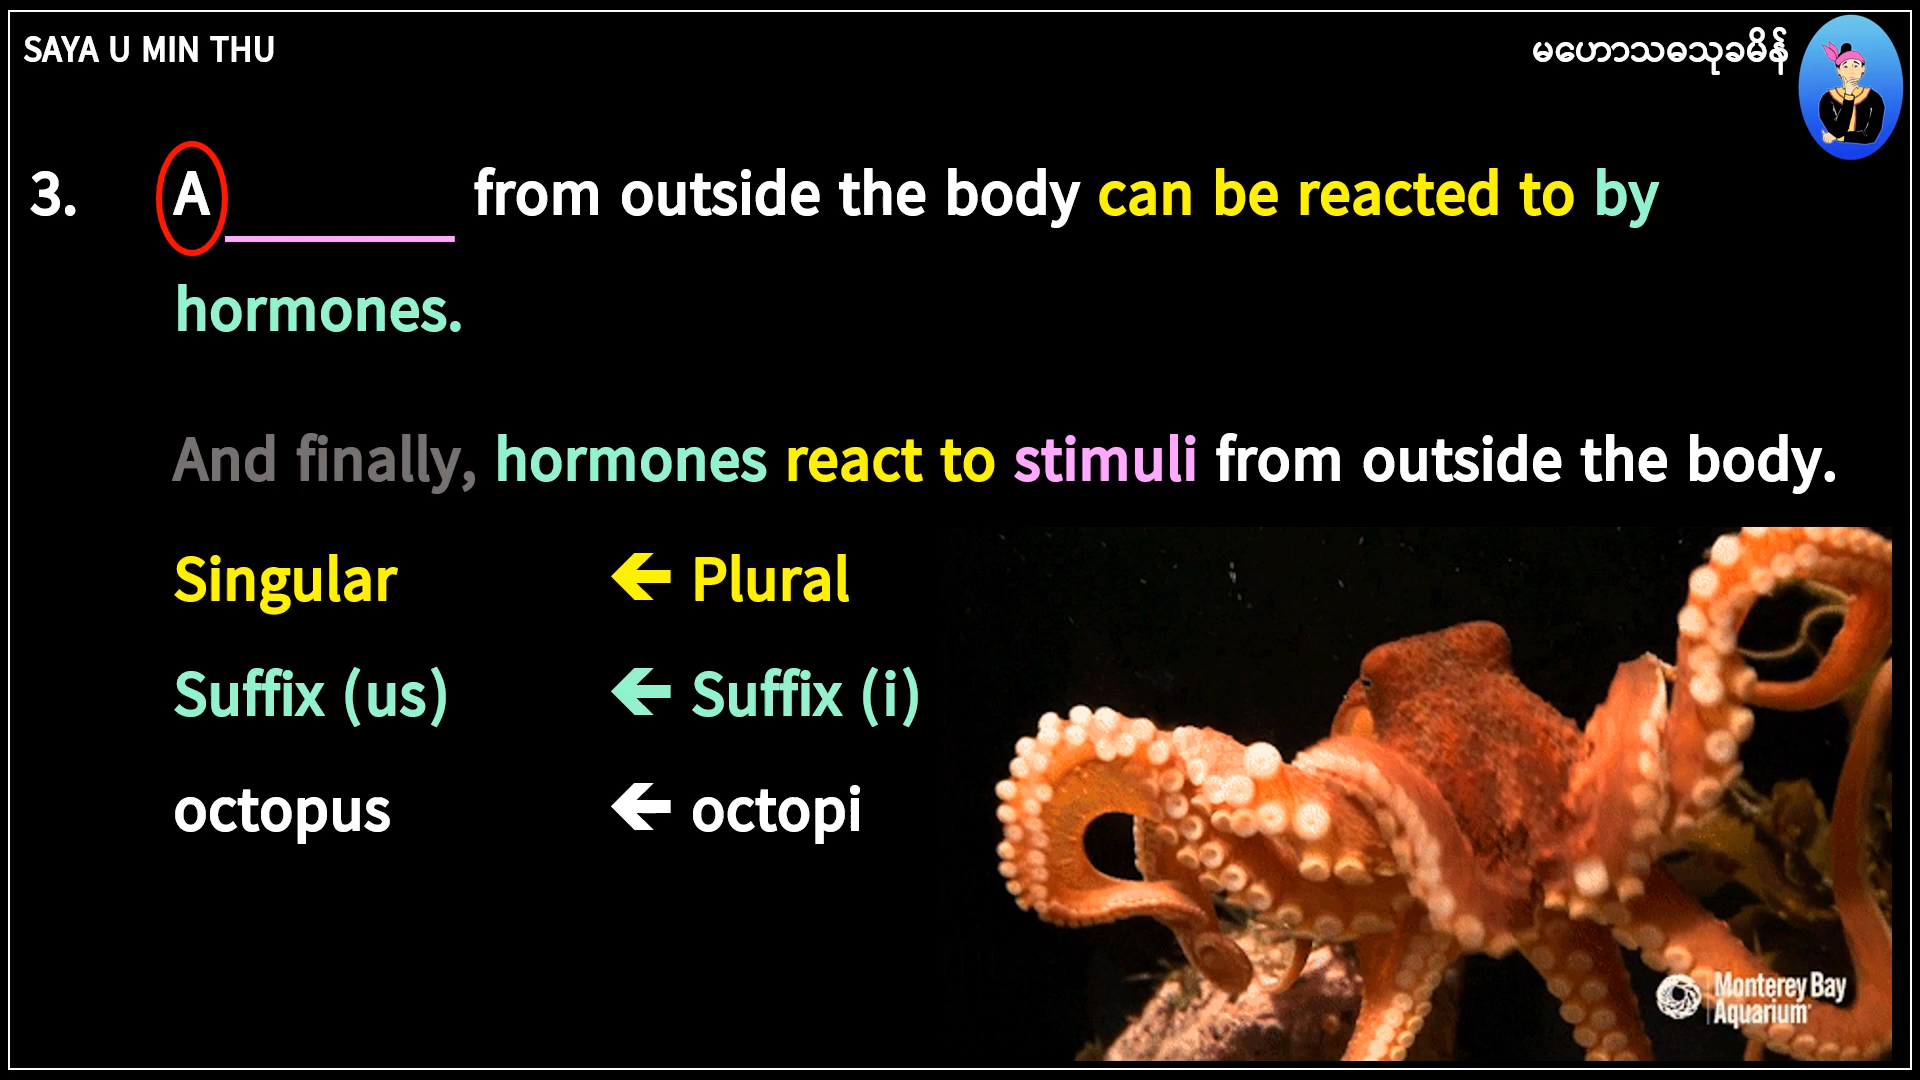 SAYA U MIN THU
မဟောသဓသုခမိန်
3. A_______ from outside the body can be reacted to by
hormones.
And finally, hormones react to stimuli from outside the body.
Singular 🡸 Plural
Suffix (us) 🡸 Suffix (i)
octopus 🡸 octopi
Monterey Bay
Aquarium